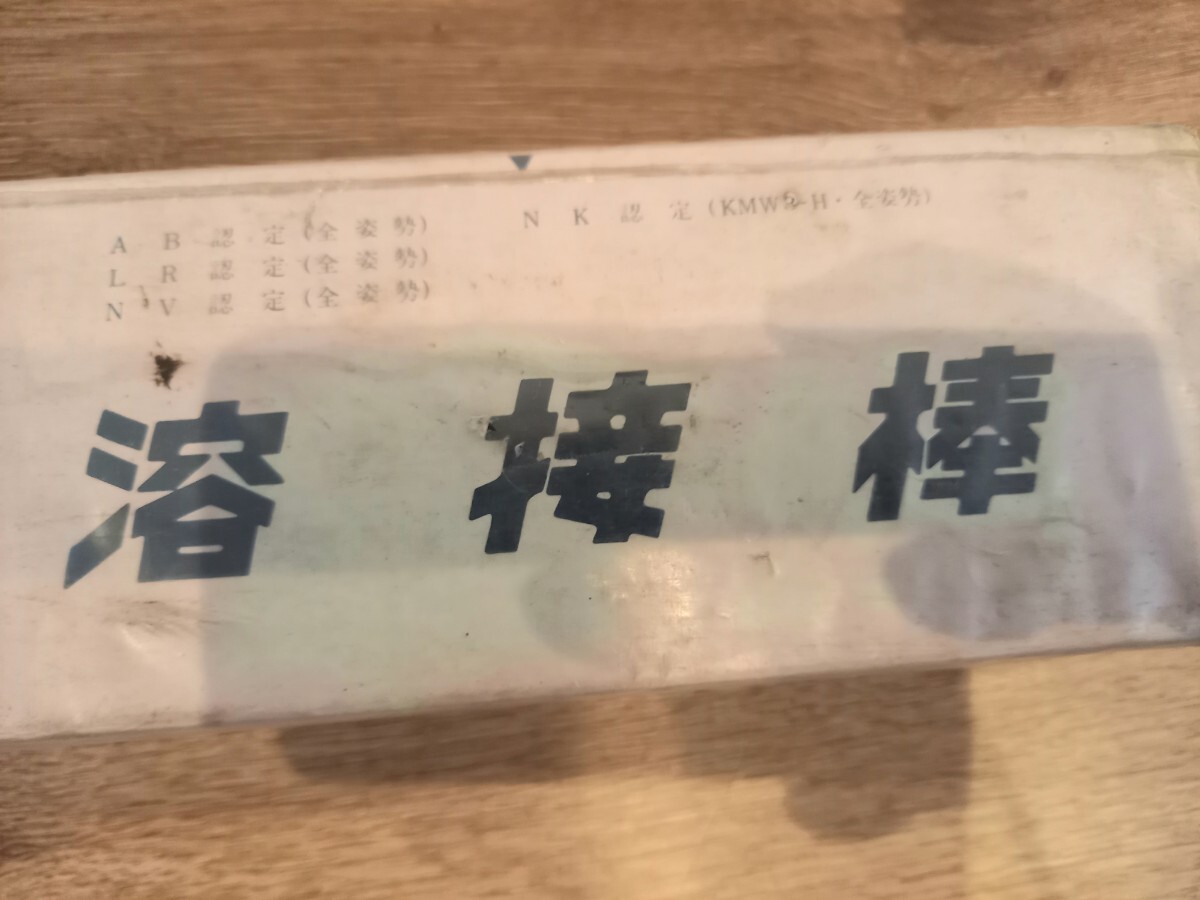 A B 認 定 (全 姿 勢)
N K 認 定 (KMW2-H・全姿勢)
L R 認 定 (全 姿 勢)
N V 認 定 (全 姿 勢)
溶 接 棒